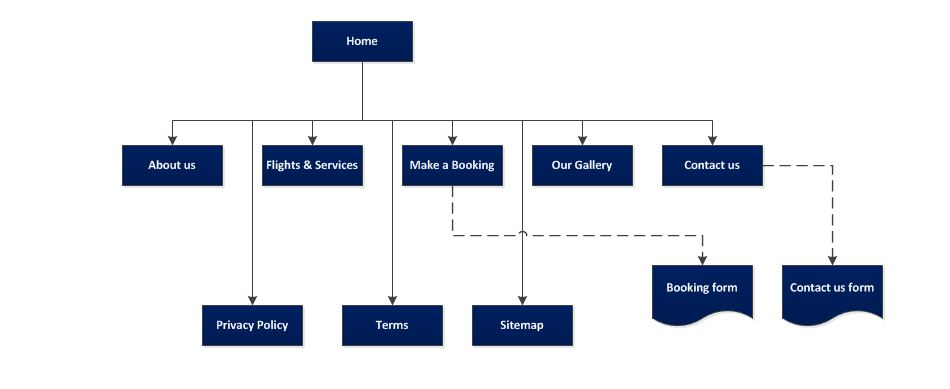 Home
About us
Flights & Services
Make a Booking
Our Gallery
Contact us
Booking form
Contact us form
Privacy Policy
Terms
Sitemap